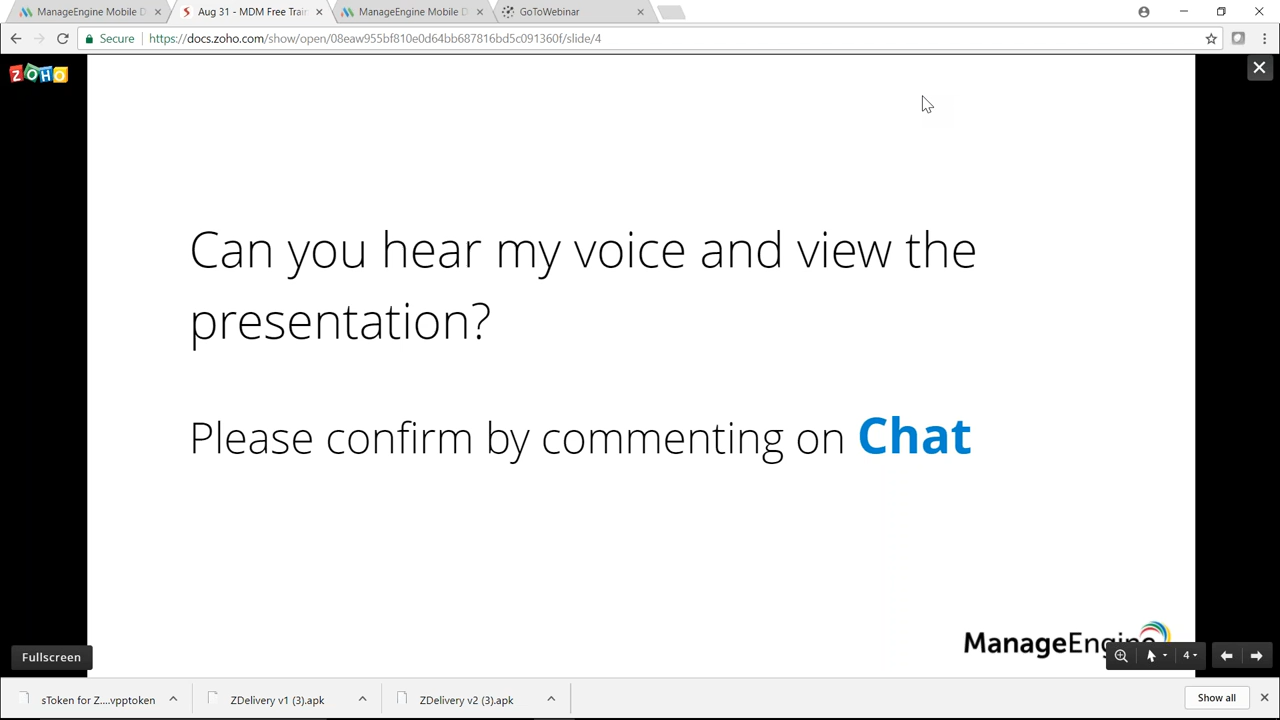 ManageEngine Mobile D
Aug 31 - MDM Free Train
ManageEngine Mobile D
GoToWebinar
Secure
https://docs.zoho.com/show/open/08eaw955bf810e0d64bb687816bd5c091360f/slide/4
ZOHO
Can you hear my voice and view the
presentation?
Please confirm by commenting on Chat
ManageEngine
Fullscreen
4
sToken for Z....vpptoken
ZDelivery v1 (3).apk
ZDelivery v2 (3).apk
Show all